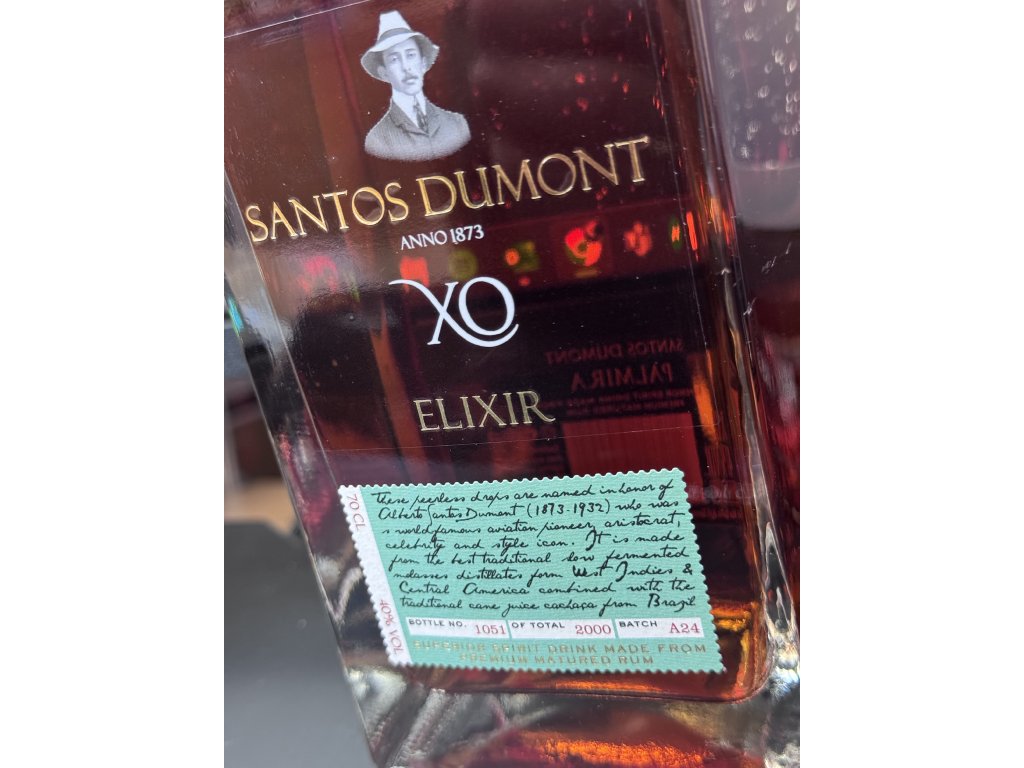 SANTOS DUMONT
ANNO 1873
XO
ELIXIR
SANTOS DUMONT
PALMIRA
70 CL
40% VOL
These peerless drops are named in honor of
Alberto Santos Dumont (1873-1932) who was
a world famous aviation pioneer, aristocrat,
celebrity and style icon. It is made
from the best traditional slow fermented
molasses distillates form West Indies &
Central America combined with the
traditional cane juice cachaça from Brazil
BOTTLE NO. 1051 OF TOTAL 2000 BATCH A24
SUPERIOR SPIRIT DRINK MADE FROM
PREMIUM MATURED RUM